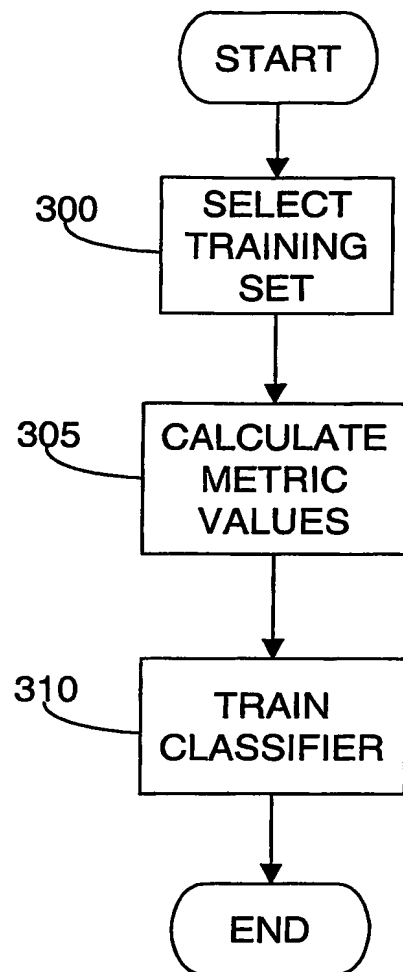 START
300
SELECT
TRAINING
SET
305
CALCULATE
METRIC
VALUES
310
TRAIN
CLASSIFIER
END